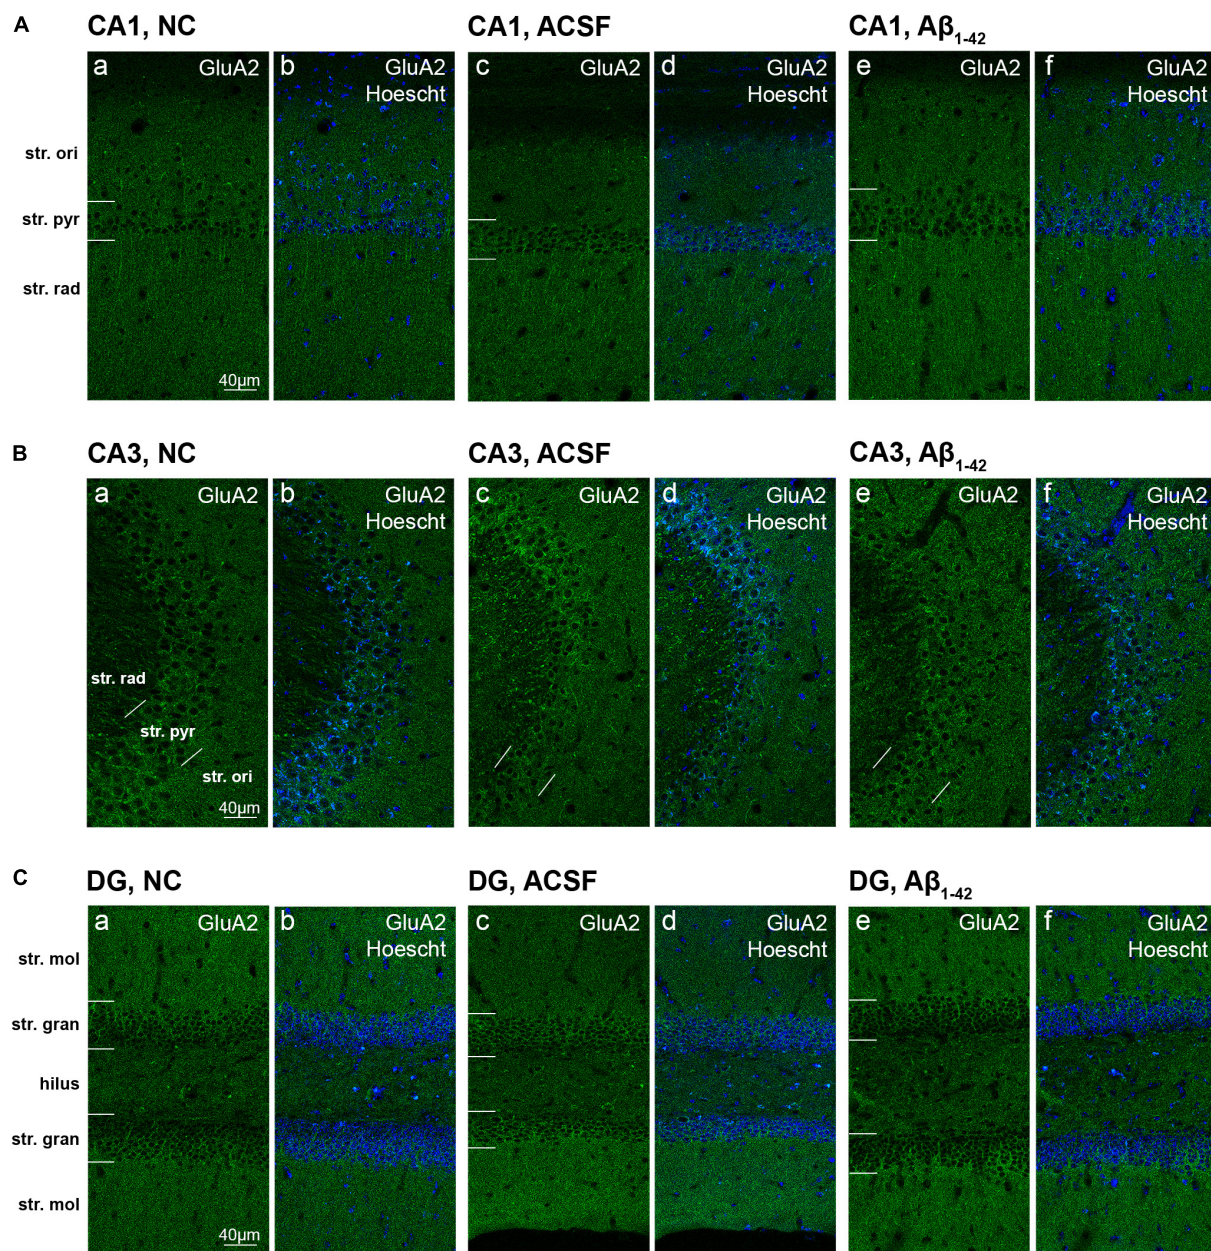 A
CA1, NC
CA1, ACSF
CA1, Aβ1-42
a GluA2
b GluA2
Hoescht
c GluA2
d GluA2
Hoescht
e GluA2
f GluA2
Hoescht
str. ori
str. pyr
str. rad
40µm
B
CA3, NC
CA3, ACSF
CA3, Aβ1-42
a GluA2
b GluA2
Hoescht
c GluA2
d GluA2
Hoescht
e GluA2
f GluA2
Hoescht
str. rad
str. pyr
str. ori
40µm
C
DG, NC
DG, ACSF
DG, Aβ1-42
a GluA2
b GluA2
Hoescht
c GluA2
d GluA2
Hoescht
e GluA2
f GluA2
Hoescht
str. mol
str. gran
hilus
str. gran
str. mol
40µm